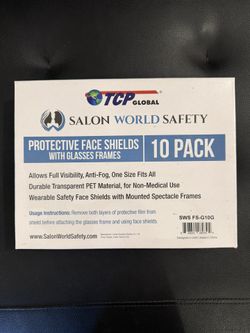 TCP GLOBAL
SALON WORLD SAFETY
PROTECTIVE FACE SHIELDS
WITH GLASSES FRAMES
10 PACK
Allows Full Visibility, Anti-Fog, One Size Fits All
Durable Transparent PET Material, for Non-Medical Use
Wearable Safety Face Shields with Mounted Spectacle Frames
Usage Instructions: Remove both layers of protective film from
shield before attaching the glasses frame and using face shields.
SWS FS-G10G
www.SalonWorldSafety.com